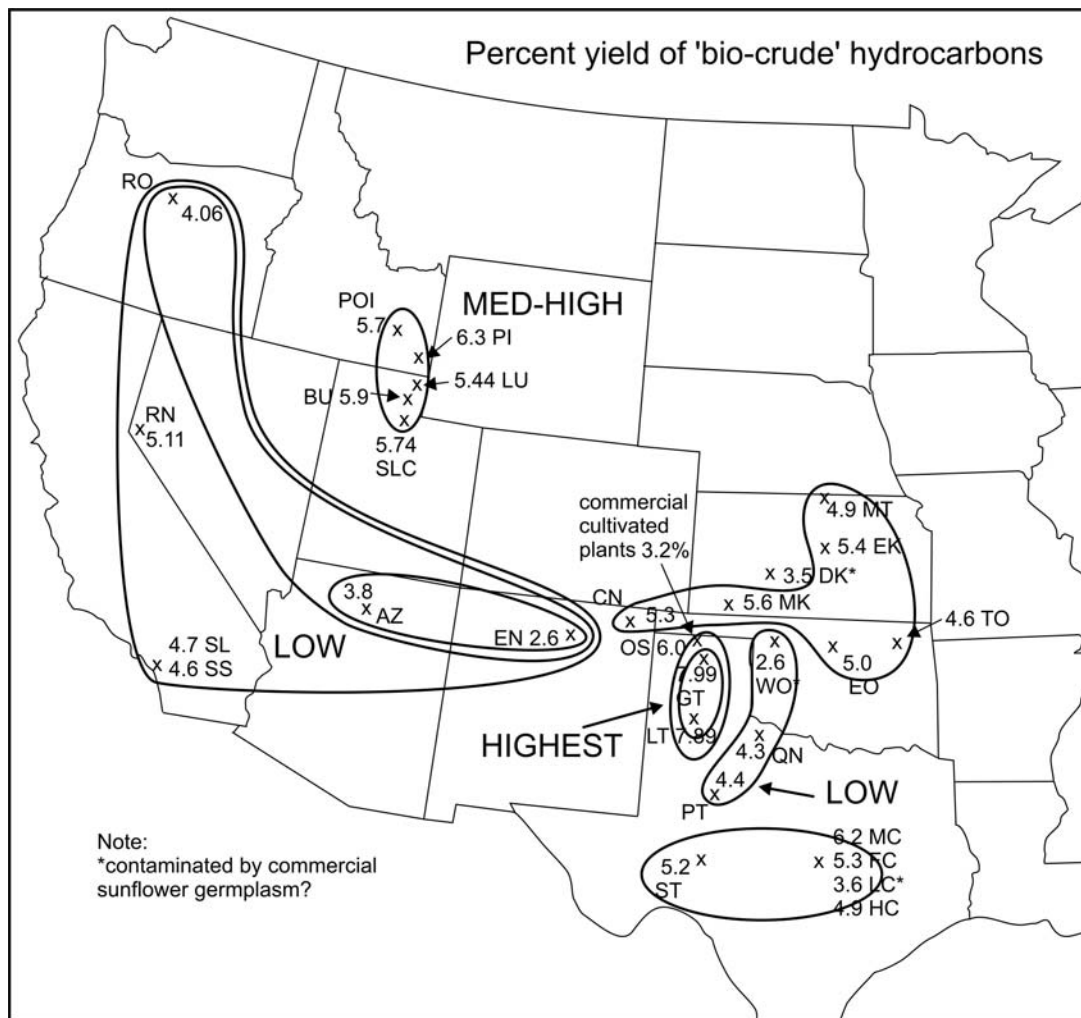 Percent yield of 'bio-crude' hydrocarbons
RO
4.06
POI
5.7
MED-HIGH
6.3 PI
5.44 LU
BU 5.9
5.74
SLC
RN
5.11
commercial
cultivated
plants 3.2%
4.9 MT
5.4 EK
3.5 DK*
5.6 MK
CN
5.3
4.6 TO
3.8
AZ
EN 2.6
LOW
4.7 SL
4.6 SS
OS 6.0
7.99
GT
LT 7.89
HIGHEST
2.6
WO*
5.0
EO
4.3
QN
4.4
PT
LOW
Note:
*contaminated by commercial
sunflower germplasm?
5.2
ST
6.2 MC
5.3 FC
3.6 LC*
4.9 HC